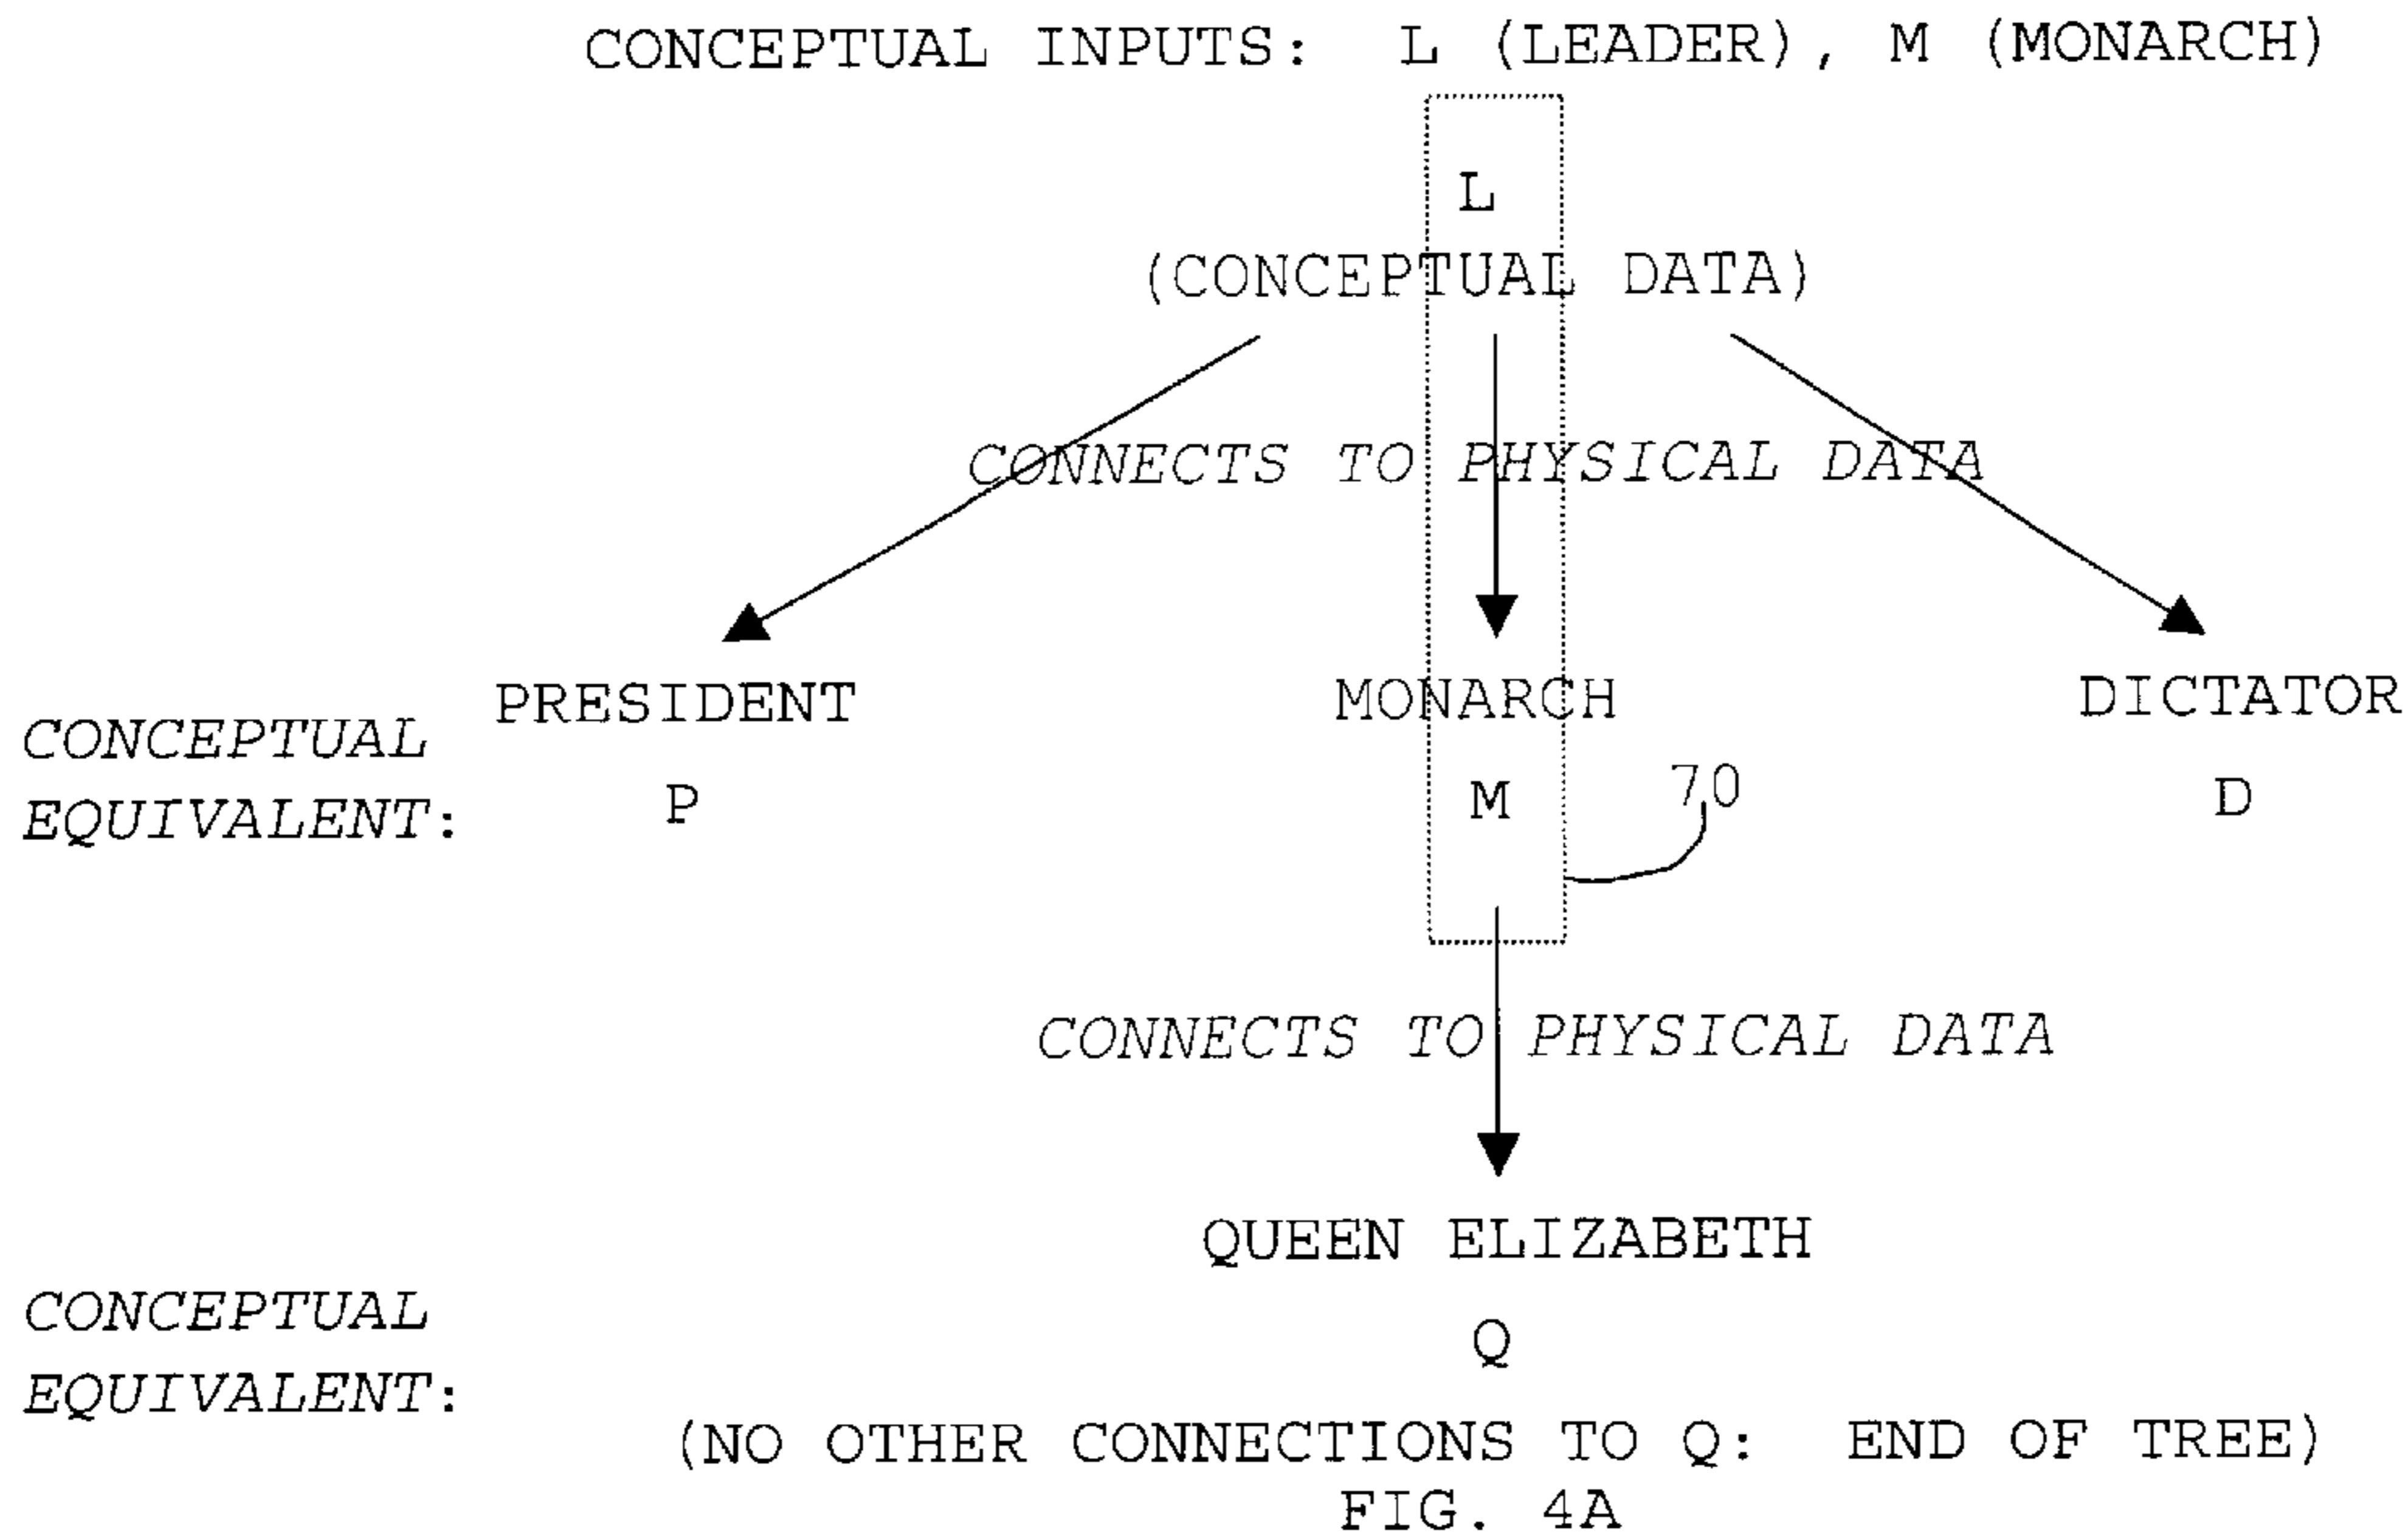 CONCEPTUAL INPUTS: L (LEADER), M (MONARCH)
L
(CONCEPTUAL DATA)
CONNECTS TO PHYSICAL DATA
PRESIDENT MONARCH DICTATOR
CONCEPTUAL
EQUIVALENT: P M 70 D
CONNECTS TO PHYSICAL DATA
QUEEN ELIZABETH
CONCEPTUAL
Q
EQUIVALENT:
(NO OTHER CONNECTIONS TO Q: END OF TREE)
FIG. 4A